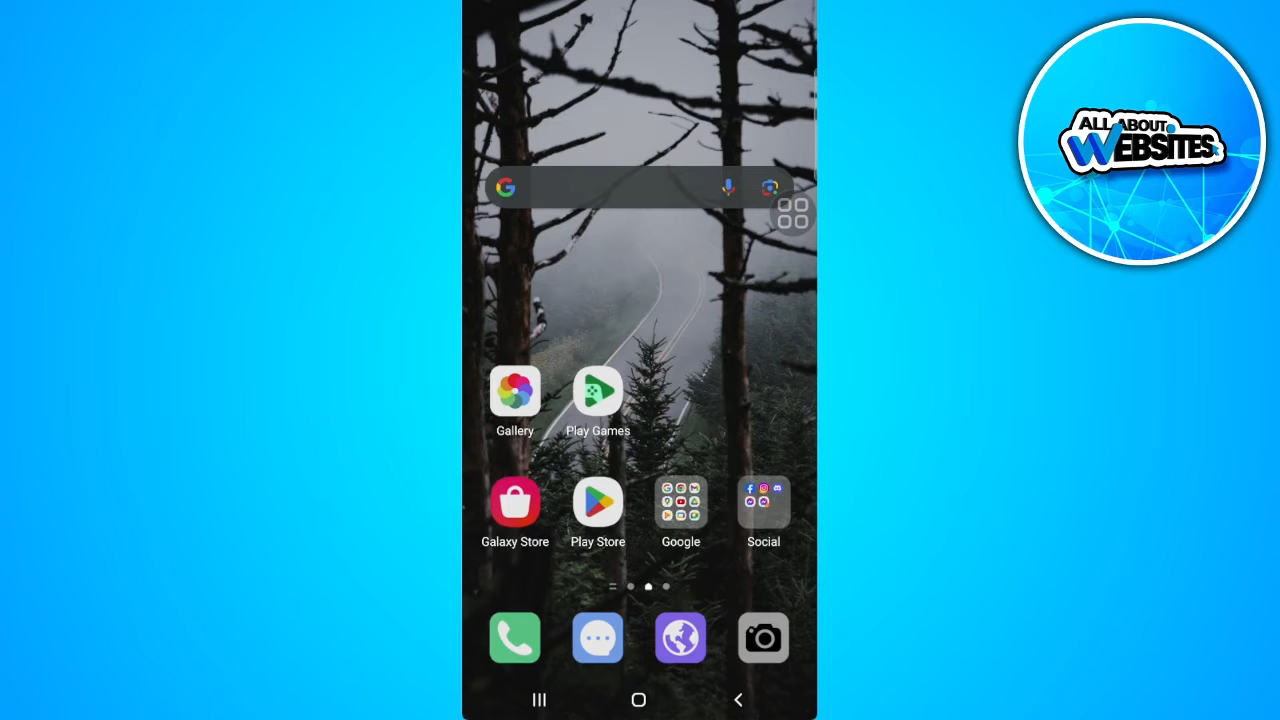 ALL ABOUT
WEBSITES
G
Gallery
Play Games
Galaxy Store
Play Store
Google
Social